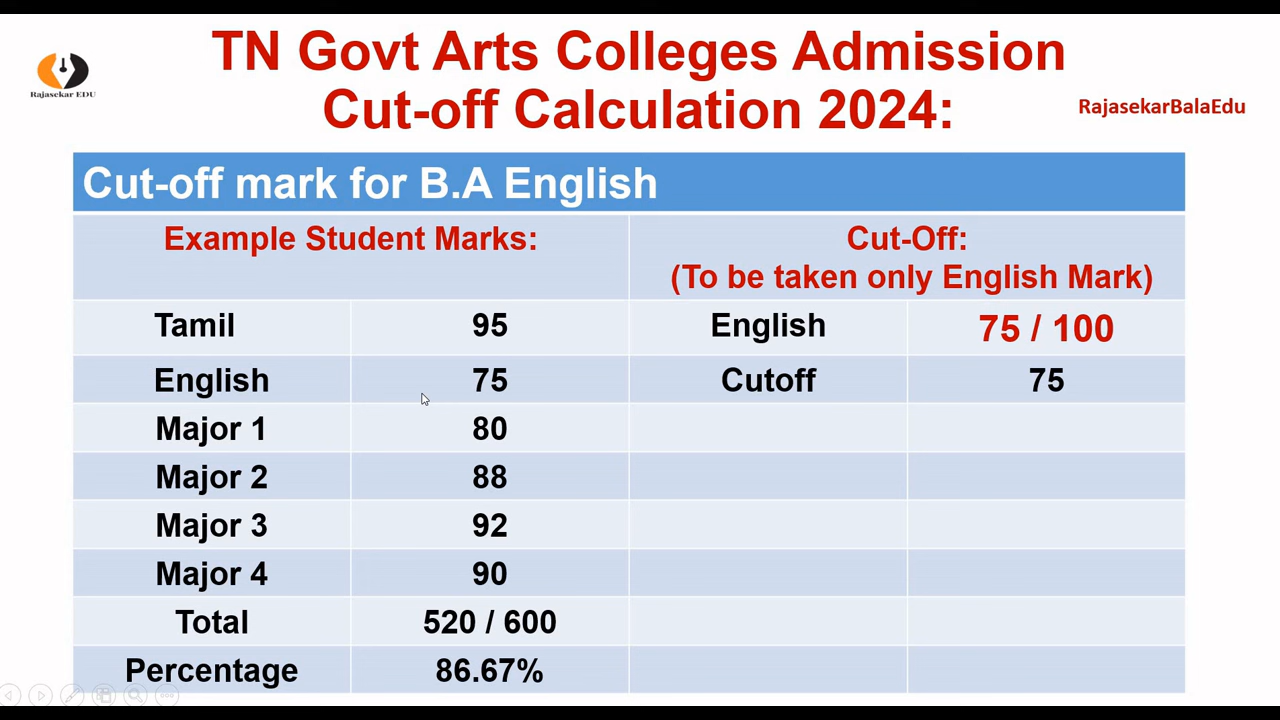 TN Govt Arts Colleges Admission
Cut-off Calculation 2024:
Rajasekar EDU
RajasekarBalaEdu
Cut-off mark for B.A English
Example Student Marks:
Cut-Off:
(To be taken only English Mark)
Tamil 95 English 75 / 100
English 75 Cutoff 75
Major 1 80
Major 2 88
Major 3 92
Major 4 90
Total 520 / 600
Percentage 86.67%